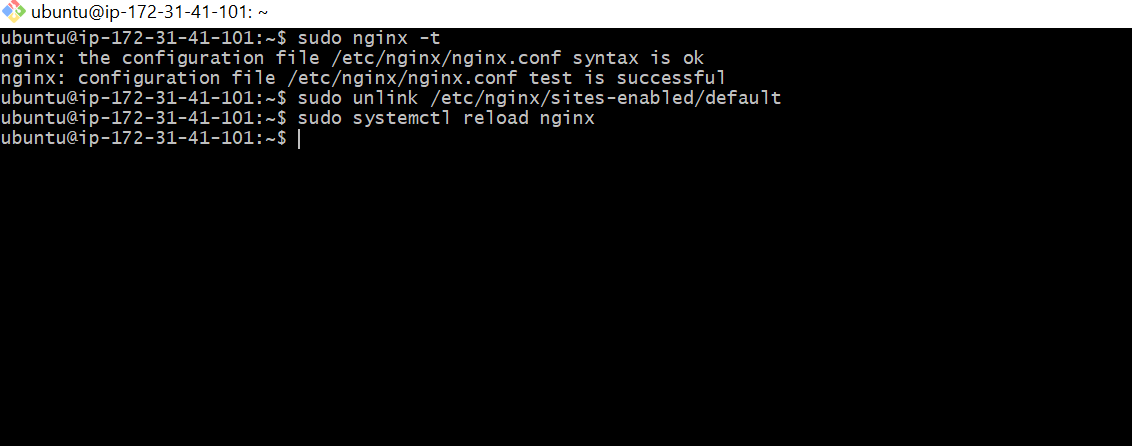 ubuntu@ip-172-31-41-101: ~
ubuntu@ip-172-31-41-101:~$ sudo nginx -t
nginx: the configuration file /etc/nginx/nginx.conf syntax is ok
nginx: configuration file /etc/nginx/nginx.conf test is successful
ubuntu@ip-172-31-41-101:~$ sudo unlink /etc/nginx/sites-enabled/default
ubuntu@ip-172-31-41-101:~$ sudo systemctl reload nginx
ubuntu@ip-172-31-41-101:~$